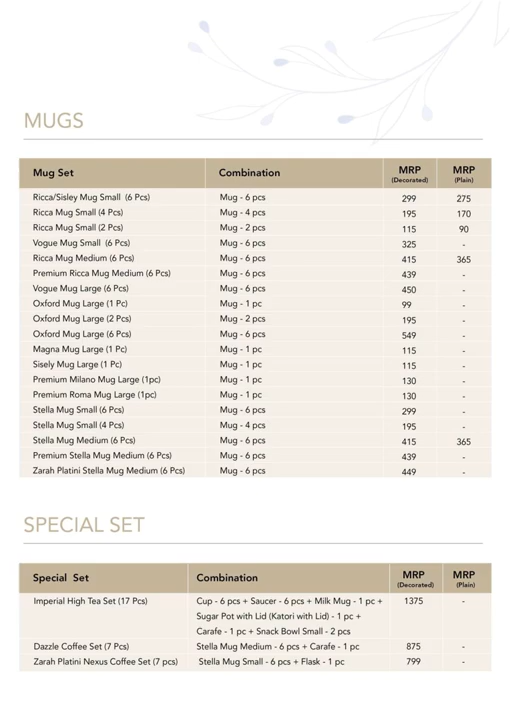 MUGS
Mug Set Combination MRP (Decorated) MRP (Plain)
Ricca/Sisley Mug Small (6 Pcs) Mug - 6 pcs 299 275
Ricca Mug Small (4 Pcs) Mug - 4 pcs 195 170
Ricca Mug Small (2 Pcs) Mug - 2 pcs 115 90
Vogue Mug Small (6 Pcs) Mug - 6 pcs 325 -
Ricca Mug Medium (6 Pcs) Mug - 6 pcs 415 365
Premium Ricca Mug Medium (6 Pcs) Mug - 6 pcs 439 -
Vogue Mug Large (6 Pcs) Mug - 6 pcs 450 -
Oxford Mug Large (1 Pc) Mug - 1 pc 99 -
Oxford Mug Large (2 Pcs) Mug - 2 pcs 195 -
Oxford Mug Large (6 Pcs) Mug - 6 pcs 549 -
Magna Mug Large (1 Pc) Mug - 1 pc 115 -
Sisely Mug Large (1 Pc) Mug - 1 pc 115 -
Premium Milano Mug Large (1pc) Mug - 1 pc 130 -
Premium Roma Mug Large (1pc) Mug - 1 pc 130 -
Stella Mug Small (6 Pcs) Mug - 6 pcs 299 -
Stella Mug Small (4 Pcs) Mug - 4 pcs 195 -
Stella Mug Medium (6 Pcs) Mug - 6 pcs 415 365
Premium Stella Mug Medium (6 Pcs) Mug - 6 pcs 439 -
Zarah Platini Stella Mug Medium (6 Pcs) Mug - 6 pcs 449 -
SPECIAL SET
Special Set Combination MRP (Decorated) MRP (Plain)
Imperial High Tea Set (17 Pcs) Cup - 6 pcs + Saucer - 6 pcs + Milk Mug - 1 pc + 1375 -
Sugar Pot with Lid (Katori with Lid) - 1 pc +
Carafe - 1 pc + Snack Bowl Small - 2 pcs
Dazzle Coffee Set (7 Pcs) Stella Mug Medium - 6 pcs + Carafe - 1 pc 875 -
Zarah Platini Nexus Coffee Set (7 pcs) Stella Mug Small - 6 pcs + Flask - 1 pc 799 -